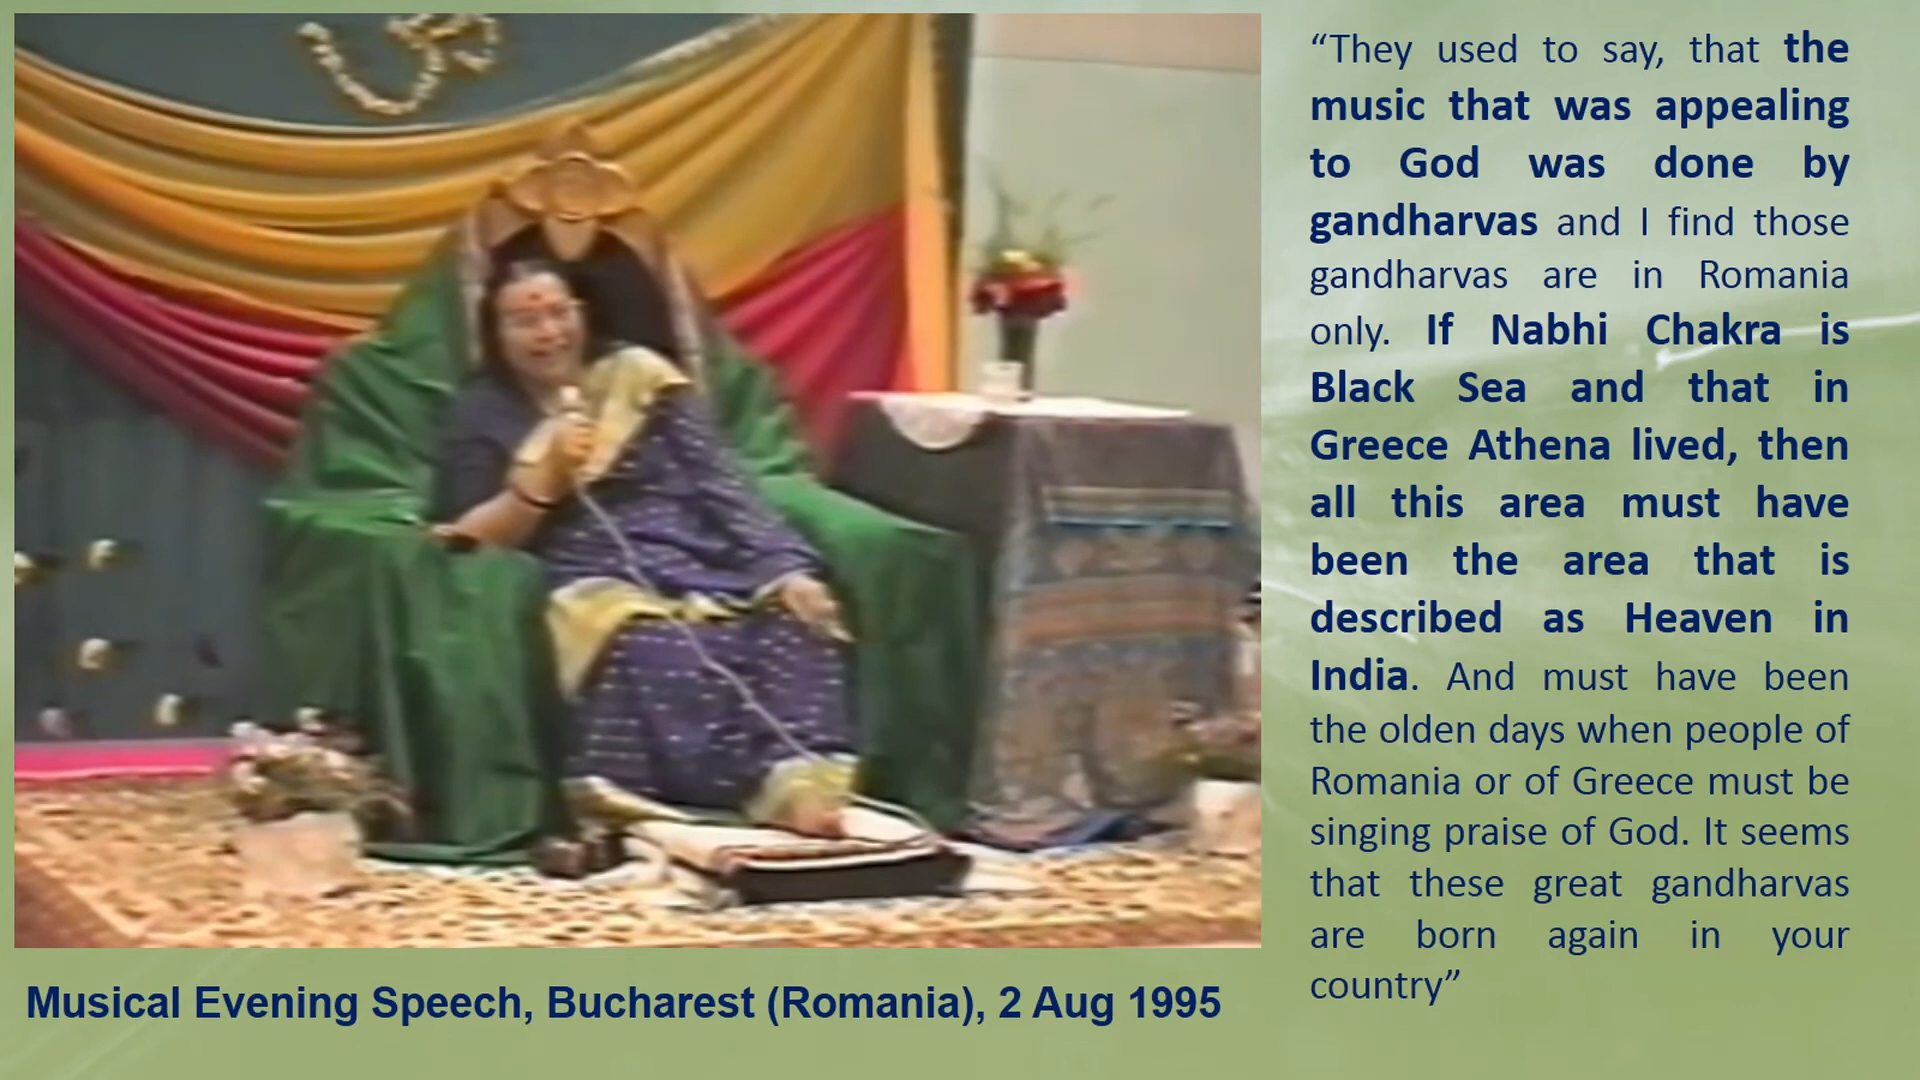 “They used to say, that the
music that was appealing
to God was done by
gandharvas and I find those
gandharvas are in Romania
only. If Nabhi Chakra is
Black Sea and that in
Greece Athena lived, then
all this area must have
been the area that is
described as Heaven in
India. And must have been
the olden days when people of
Romania or of Greece must be
singing praise of God. It seems
that these great gandharvas
are born again in your
country”
Musical Evening Speech, Bucharest (Romania), 2 Aug 1995